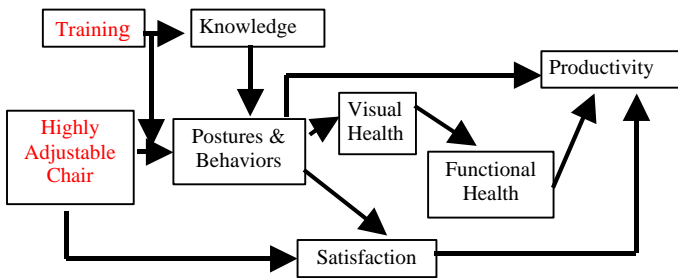 Training
Knowledge
Productivity
Visual
Health
Highly
Adjustable
Chair
Postures &
Behaviors
Functional
Health
Satisfaction